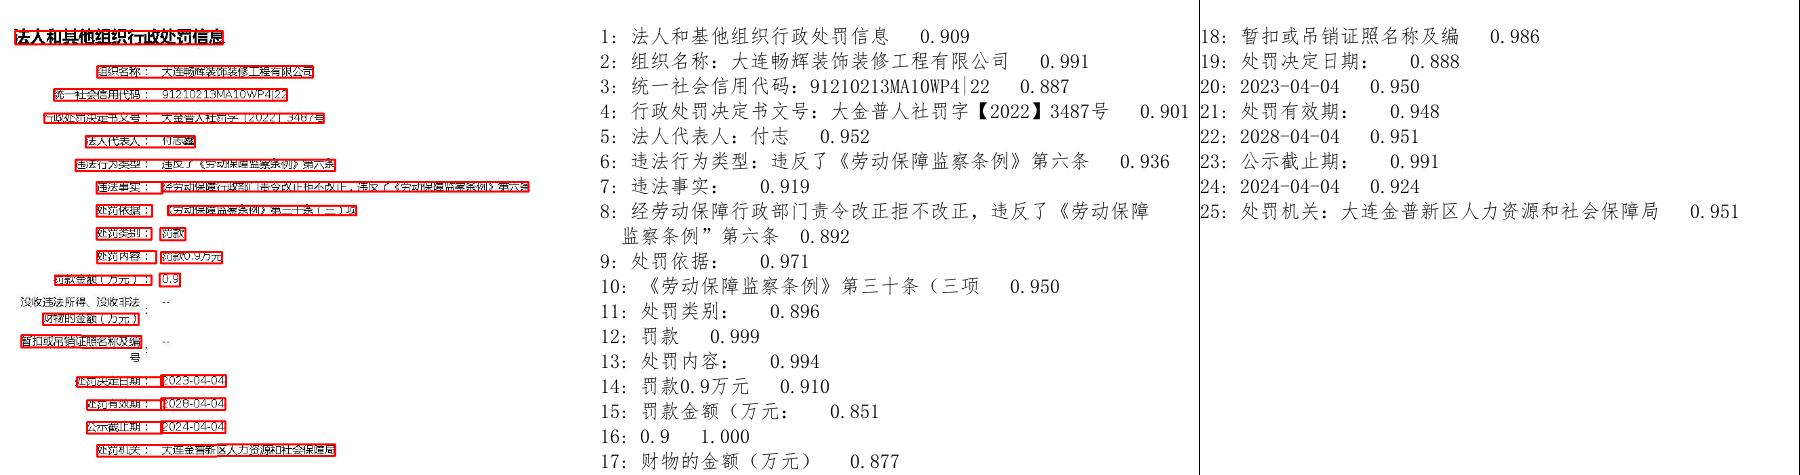 法人和其他组织行政处罚信息
组织名称： 大连畅辉装饰装修工程有限公司
统一社会信用代码： 91210213MA10WP4J22
行政处罚决定书文号： 大金普人社罚字【2022】3487号
法人代表人： 付志鑫
违法行为类型： 违反了《劳动保障监察条例》第六条
违法事实： 经劳动保障行政部门责令改正拒不改正，违反了《劳动保障监察条例》第六条
处罚依据： 《劳动保障监察条例》第三十条（三）项
处罚类别： 罚款
处罚内容： 罚款0.9万元
罚款金额（万元）： 0.9
没收违法所得、没收非法
财物的金额（万元）： --
暂扣或吊销证照名称及编
号： --
处罚决定日期： 2023-04-04
处罚有效期： 2028-04-04
公示截止期： 2024-04-04
处罚机关： 大连金普新区人力资源和社会保障局
1: 法人和基他组织行政处罚信息 0.909
2: 组织名称: 大连畅辉装饰装修工程有限公司 0.991
3: 统一社会信用代码: 91210213MA10WP4|22 0.887
4: 行政处罚决定书文号: 大金普人社罚字【2022】3487号 0.901
5: 法人代表人: 付志 0.952
6: 违法行为类型: 违反了《劳动保障监察条例》第六条 0.936
7: 违法事实: 0.919
8: 经劳动保障行政部门责令改正拒不改正, 违反了《劳动保障
监察条例”第六条 0.892
9: 处罚依据: 0.971
10: 《劳动保障监察条例》第三十条（三项 0.950
11: 处罚类别: 0.896
12: 罚款 0.999
13: 处罚内容: 0.994
14: 罚款0.9万元 0.910
15: 罚款金额（万元: 0.851
16: 0.9 1.000
17: 财物的金额（万元） 0.877
18: 暂扣或吊销证照名称及编 0.986
19: 处罚决定日期: 0.888
20: 2023-04-04 0.950
21: 处罚有效期: 0.948
22: 2028-04-04 0.951
23: 公示截止期: 0.991
24: 2024-04-04 0.924
25: 处罚机关: 大连金普新区人力资源和社会保障局 0.951